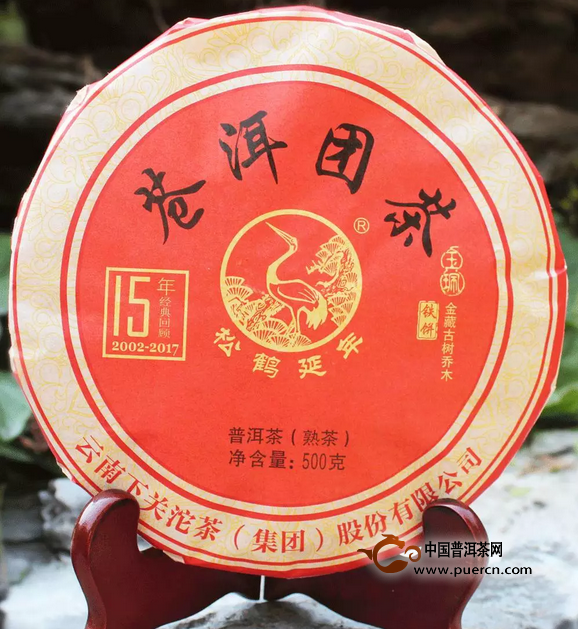 苍洱团茶
®
15年
经典回顾
2002-2017
松鹤延年
玉瑞
金藏古树乔木
铁饼
普洱茶（熟茶）
净含量：500克
云南下关沱茶（集团）股份有限公司
中国普洱茶网
www.puercn.com